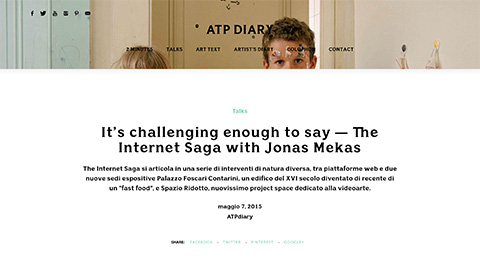 ATP DIARY
2 MINUTES TALKS ART TEXT ARTIST'S DIARY COLOPHON CONTACT
Talks
It's challenging enough to say — The
Internet Saga with Jonas Mekas
The Internet Saga si articola in una serie di interventi di natura diversa, tra piattaforme web e due
nuove sedi espositive Palazzo Foscari Contarini, un edifico del XVI secolo diventato di recente di
un "fast food", e Spazio Ridotto, nuovissimo project space dedicato alla videoarte.
maggio 7, 2015
ATPdiary
SHARE: FACEBOOK TWITTER PINTEREST GOOGLE+